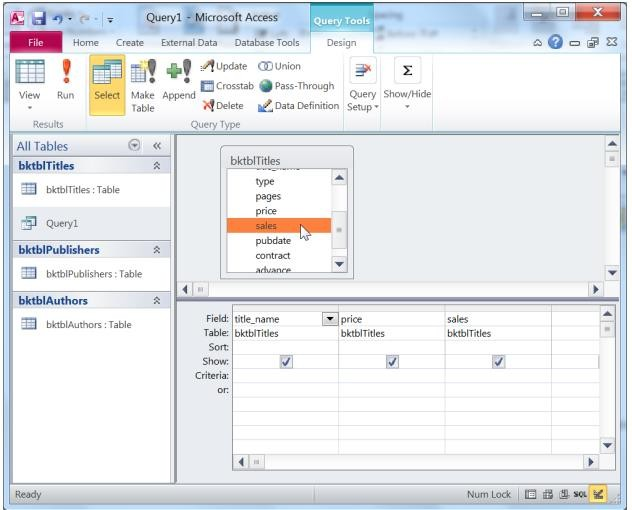 Query1 - Microsoft Access
Query Tools
File Home Create External Data Database Tools Design
View
Run
Select
Make Table
Append
Update
Crosstab
Delete
Union
Pass-Through
Data Definition
Query Setup
Show/Hide
Results
Query Type
All Tables
bktblTitles
bktblTitles : Table
Query1
bktblPublishers
bktblPublishers : Table
bktblAuthors
bktblAuthors : Table
bktblTitles
title_name
type
pages
price
sales
pubdate
contract
advance
Field: title_name price sales
Table: bktblTitles bktblTitles bktblTitles
Sort:
Show:
Criteria:
or:
Ready
Num Lock
SQL